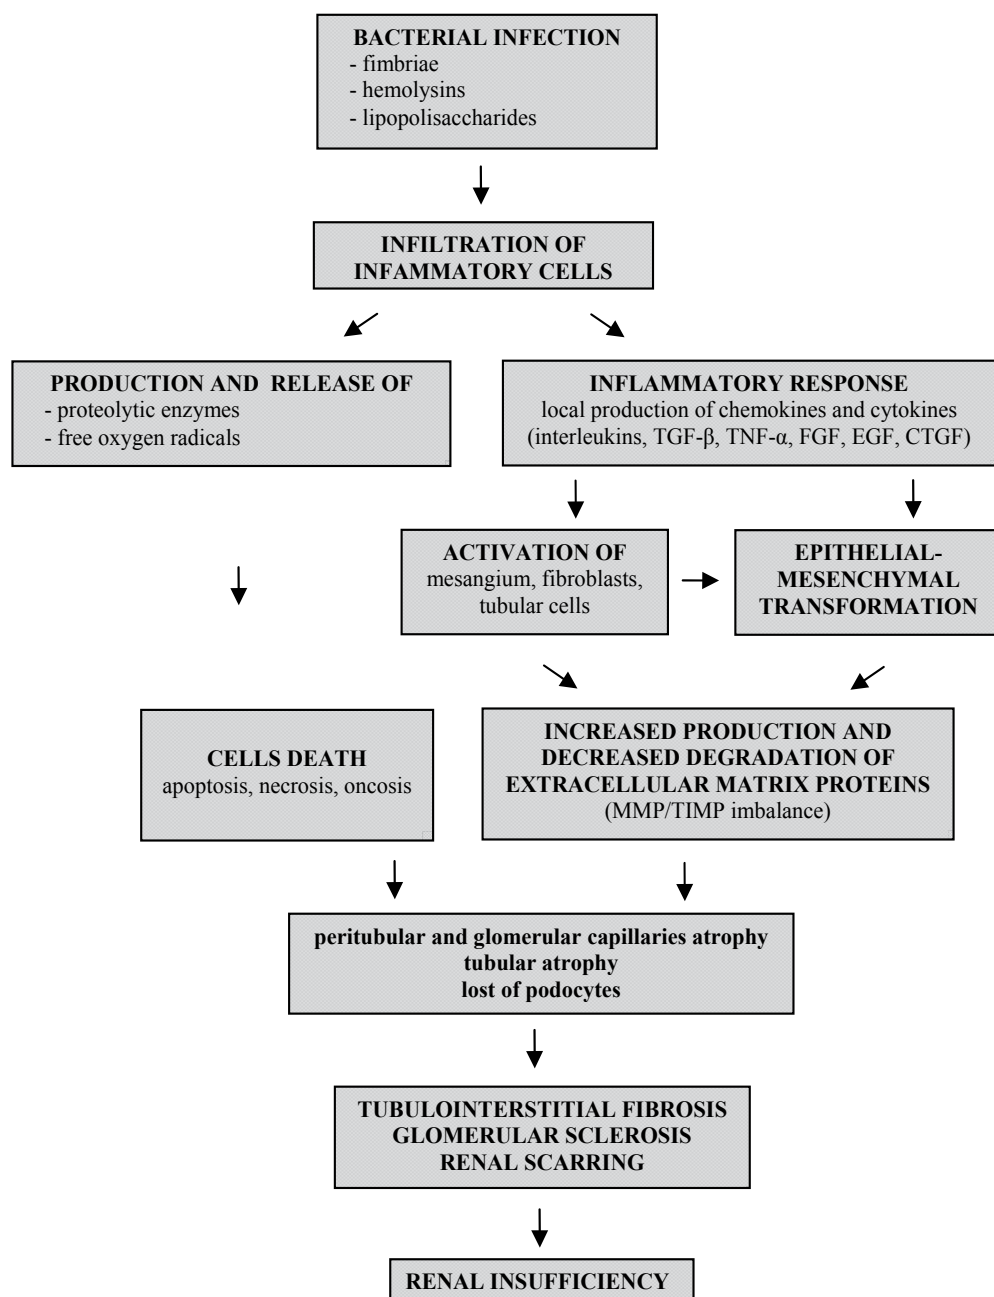 BACTERIAL INFECTION
- fimbriae
- hemolysins
- lipopolisaccharides
INFILTRATION OF
INFAMMATORY CELLS
PRODUCTION AND RELEASE OF
- proteolytic enzymes
- free oxygen radicals
INFLAMMATORY RESPONSE
local production of chemokines and cytokines
(interleukins, TGF-β, TNF-α, FGF, EGF, CTGF)
ACTIVATION OF
mesangium, fibroblasts,
tubular cells
EPITHELIAL-
MESENCHYMAL
TRANSFORMATION
CELLS DEATH
apoptosis, necrosis, oncosis
INCREASED PRODUCTION AND
DECREASED DEGRADATION OF
EXTRACELLULAR MATRIX PROTEINS
(MMP/TIMP imbalance)
peritubular and glomerular capillaries atrophy
tubular atrophy
lost of podocytes
TUBULOINTERSTITIAL FIBROSIS
GLOMERULAR SCLEROSIS
RENAL SCARRING
RENAL INSUFFICIENCY